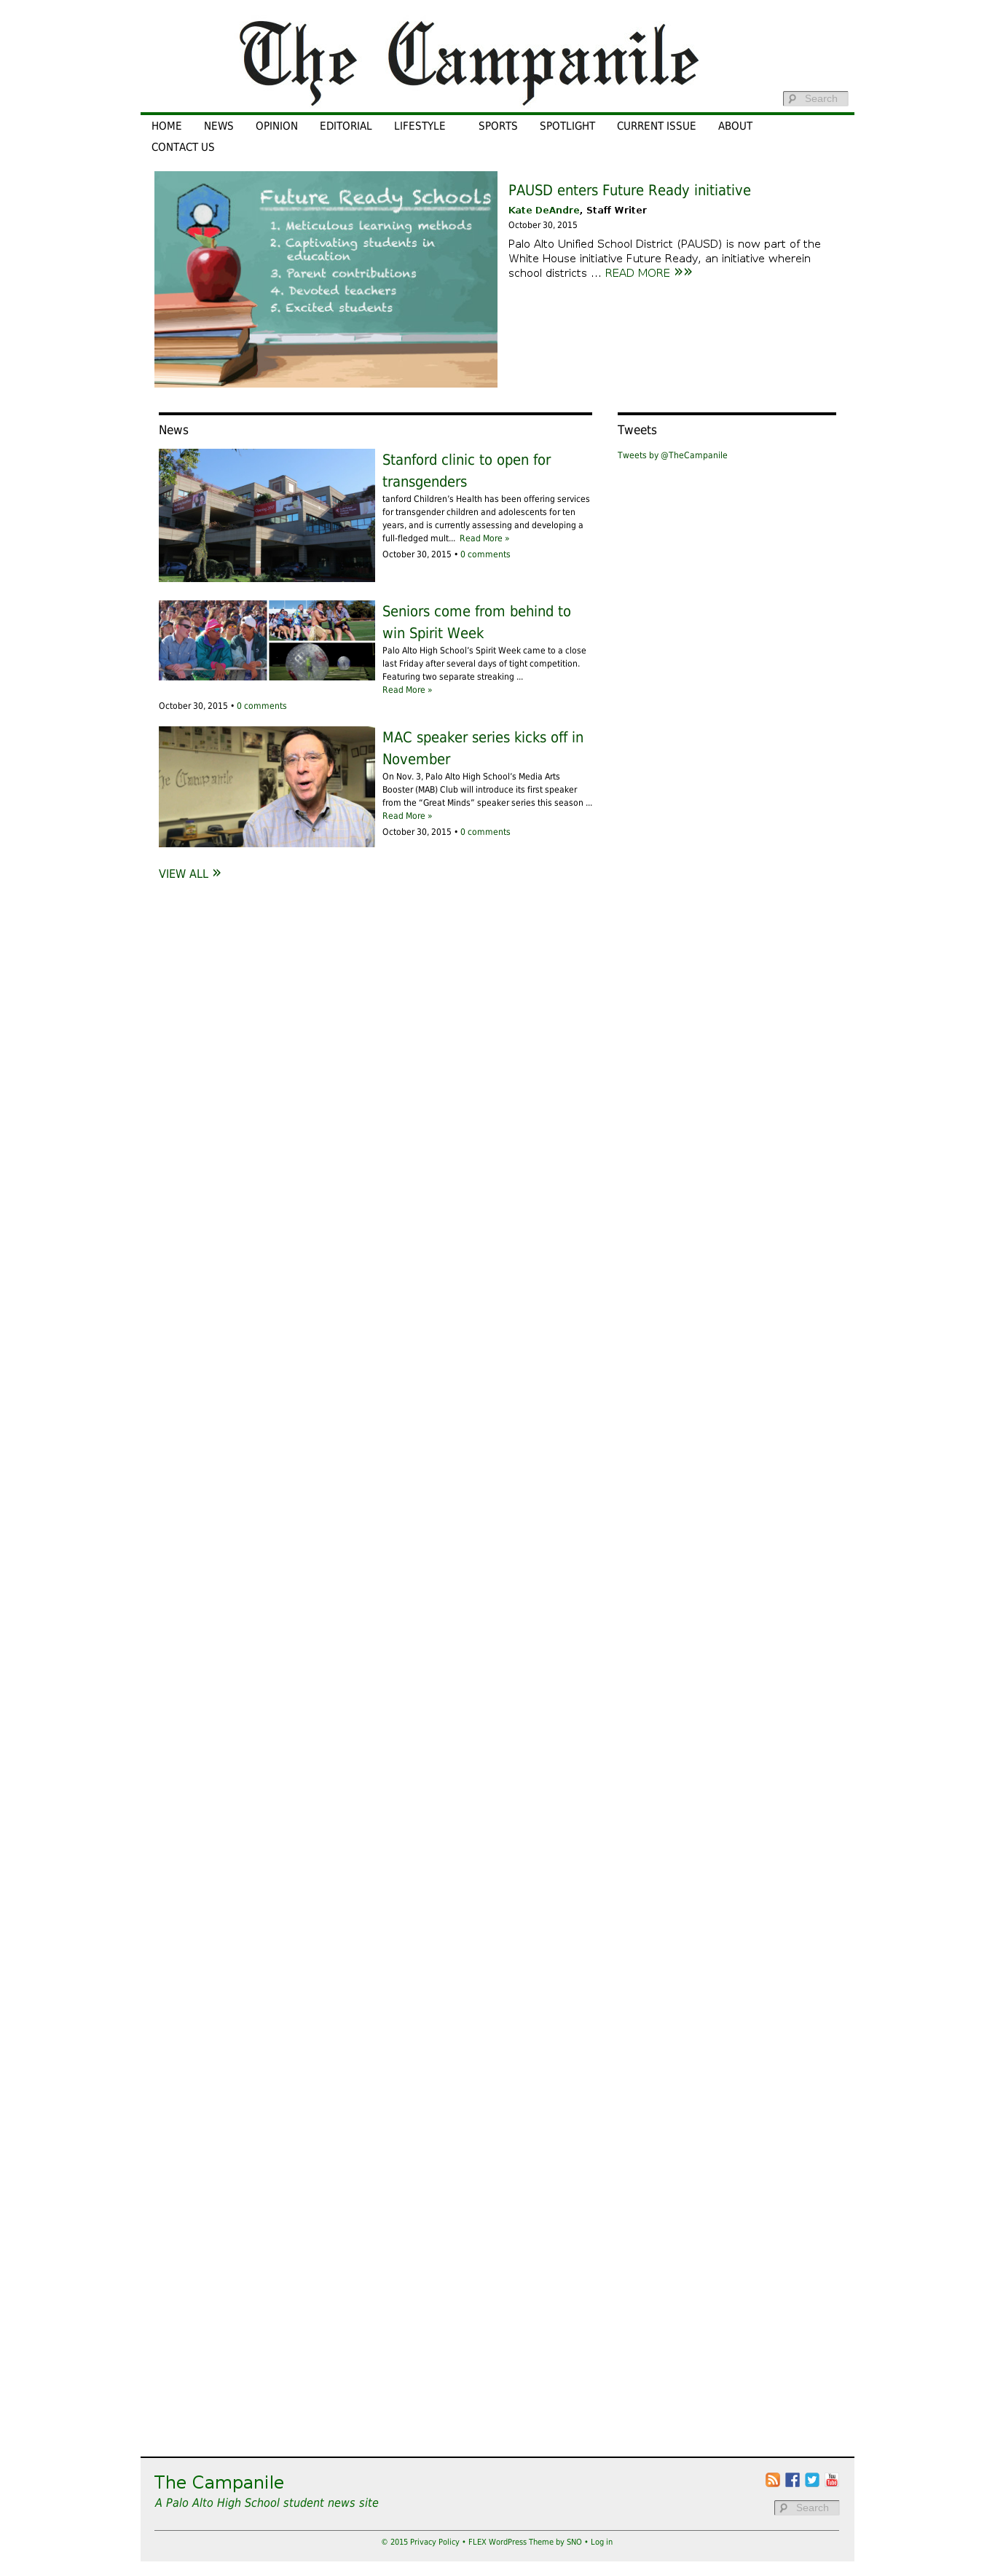 The Campanile
Search
HOME NEWS OPINION EDITORIAL LIFESTYLE SPORTS SPOTLIGHT CURRENT ISSUE ABOUT
CONTACT US
Future Ready Schools
1. Meticulous learning methods
2. Captivating students in
education
3. Parent contributions
4. Devoted teachers
5. Excited students
PAUSD enters Future Ready initiative
Kate DeAndre, Staff Writer
October 30, 2015
Palo Alto Unified School District (PAUSD) is now part of the
White House initiative Future Ready, an initiative wherein
school districts ... READ MORE »»
News
Stanford clinic to open for
transgenders
tanford Children’s Health has been offering services
for transgender children and adolescents for ten
years, and is currently assessing and developing a
full-fledged mult... Read More »
October 30, 2015 • 0 comments
Seniors come from behind to
win Spirit Week
Palo Alto High School’s Spirit Week came to a close
last Friday after several days of tight competition.
Featuring two separate streaking ...
Read More »
October 30, 2015 • 0 comments
he Campanile
MAC speaker series kicks off in
November
On Nov. 3, Palo Alto High School’s Media Arts
Booster (MAB) Club will introduce its first speaker
from the “Great Minds” speaker series this season ...
Read More »
October 30, 2015 • 0 comments
VIEW ALL »
Tweets
Tweets by @TheCampanile
The Campanile
A Palo Alto High School student news site
You
Tube
Search
© 2015 Privacy Policy • FLEX WordPress Theme by SNO • Log in